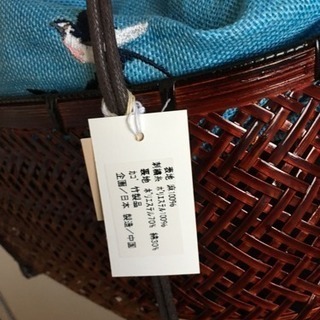 表地 麻100%
刺繍糸 ポリエステル100%
裏地 ポリエステル70% 綿30%
カゴ 竹製品
企画/日本 製造/中国